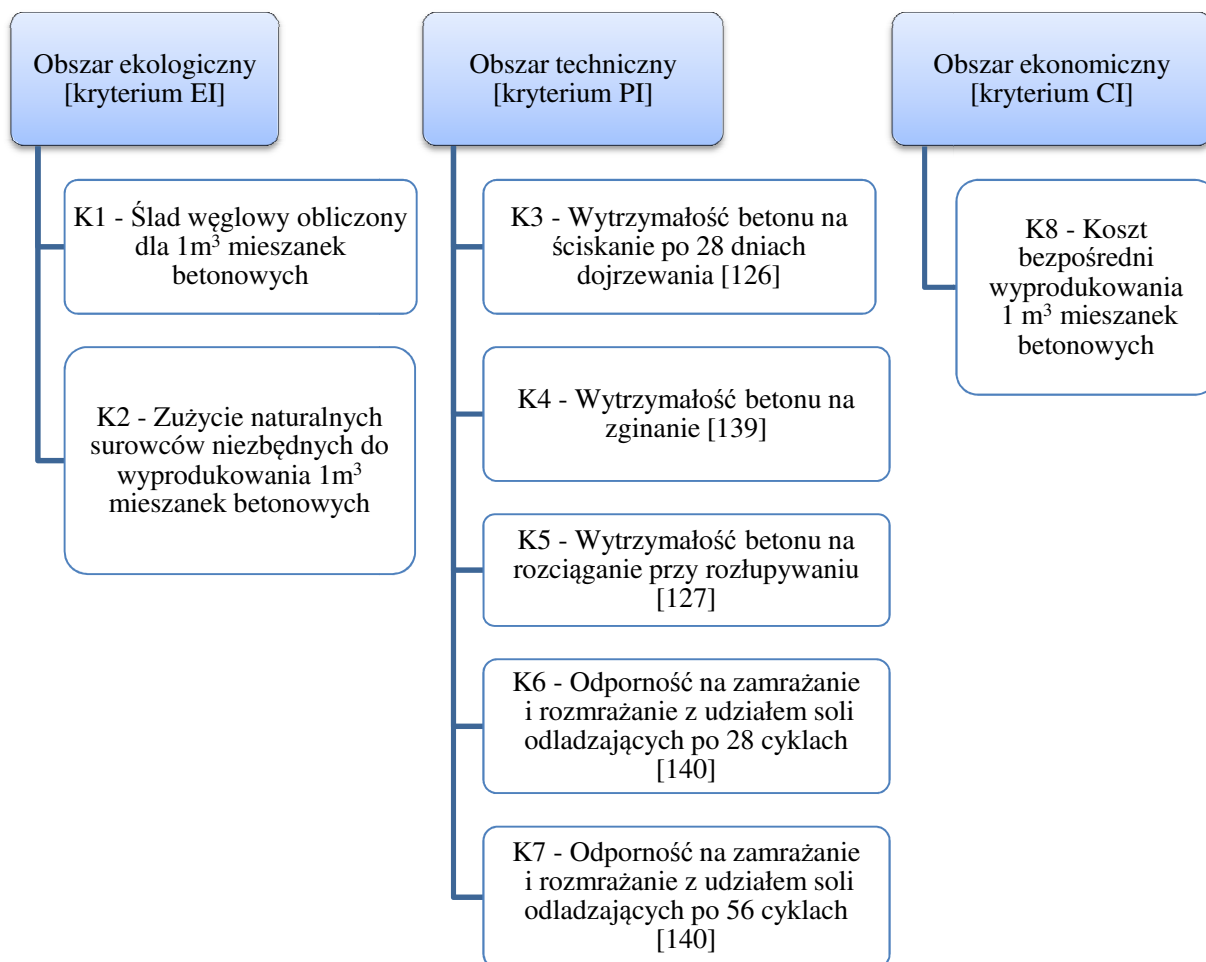 Obszar ekologiczny
[kryterium EI]
K1 - Ślad węglowy obliczony
dla 1m³ mieszanek
betonowych
K2 - Zużycie naturalnych
surowców niezbędnych do
wyprodukowania 1m³
mieszanek betonowych
Obszar techniczny
[kryterium PI]
K3 - Wytrzymałość betonu na
ściskanie po 28 dniach
dojrzewania [126]
K4 - Wytrzymałość betonu na
zginanie [139]
K5 - Wytrzymałość betonu na
rozciąganie przy rozłupywaniu
[127]
K6 - Odporność na zamrażanie
i rozmrażanie z udziałem soli
odladzających po 28 cyklach
[140]
K7 - Odporność na zamrażanie
i rozmrażanie z udziałem soli
odladzających po 56 cyklach
[140]
Obszar ekonomiczny
[kryterium CI]
K8 - Koszt
bezpośredni
wyprodukowania
1 m³ mieszanek
betonowych